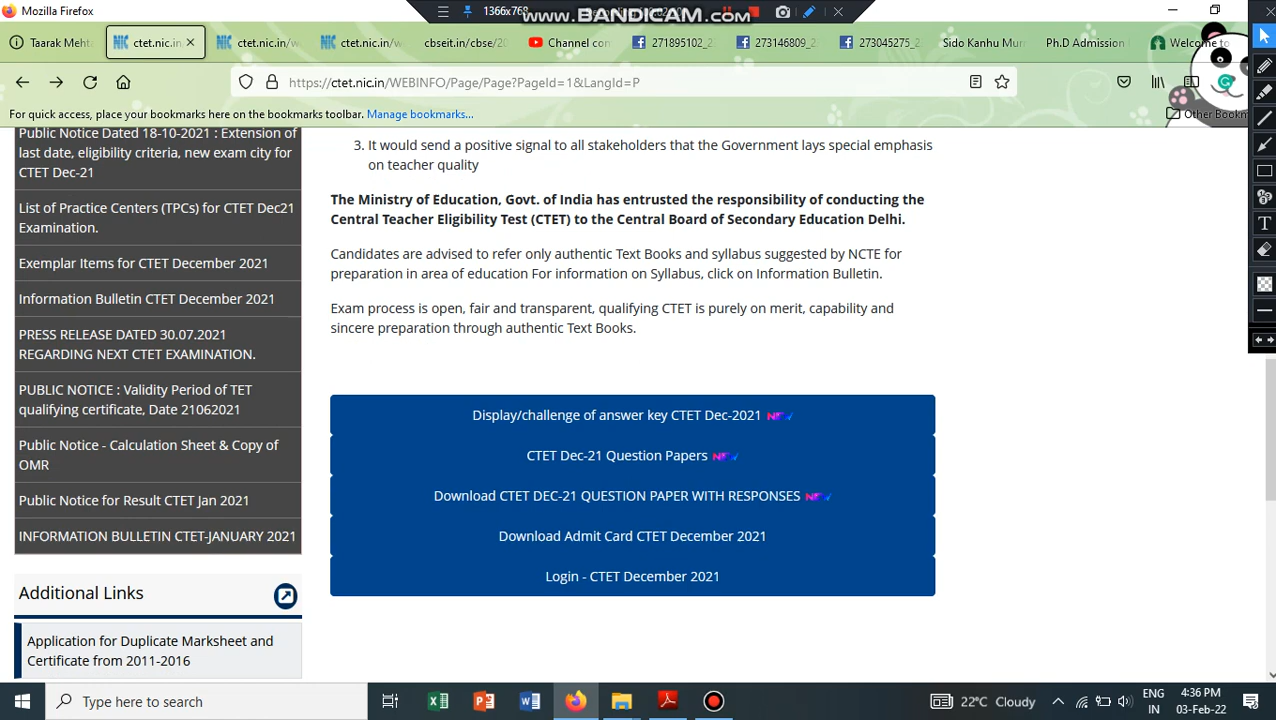 Mozilla Firefox
1366x768
www.BANDICAM.com
Taarak Meht
ctet.nic.in
ctet.nic.in/w
ctet.nic.in/w
cbseit.in/cbse/20
Channel con
271895102_2
273146809_
273045275_2
Sido Kanhu Mur
Ph.D Admission
Welcome to
https://ctet.nic.in/WEBINFO/Page/Page?PageId=1&LangId=P
For quick access, place your bookmarks here on the bookmarks toolbar. Manage bookmarks...
Other Bookm
Public Notice Dated 18-10-2021 : Extension of
last date, eligibility criteria, new exam city for
CTET Dec-21
List of Practice Centers (TPCs) for CTET Dec21
Examination.
Exemplar Items for CTET December 2021
Information Bulletin CTET December 2021
PRESS RELEASE DATED 30.07.2021
REGARDING NEXT CTET EXAMINATION.
PUBLIC NOTICE : Validity Period of TET
qualifying certificate, Date 21062021
Public Notice - Calculation Sheet & Copy of
OMR
Public Notice for Result CTET Jan 2021
INFORMATION BULLETIN CTET-JANUARY 2021
Additional Links
Application for Duplicate Marksheet and
Certificate from 2011-2016
3. It would send a positive signal to all stakeholders that the Government lays special emphasis
on teacher quality
The Ministry of Education, Govt. of India has entrusted the responsibility of conducting the
Central Teacher Eligibility Test (CTET) to the Central Board of Secondary Education Delhi.
Candidates are advised to refer only authentic Text Books and syllabus suggested by NCTE for
preparation in area of education For information on Syllabus, click on Information Bulletin.
Exam process is open, fair and transparent, qualifying CTET is purely on merit, capability and
sincere preparation through authentic Text Books.
Display/challenge of answer key CTET Dec-2021
CTET Dec-21 Question Papers
Download CTET DEC-21 QUESTION PAPER WITH RESPONSES
Download Admit Card CTET December 2021
Login - CTET December 2021
Type here to search
22°C Cloudy
ENG
IN
4:36 PM
03-Feb-22